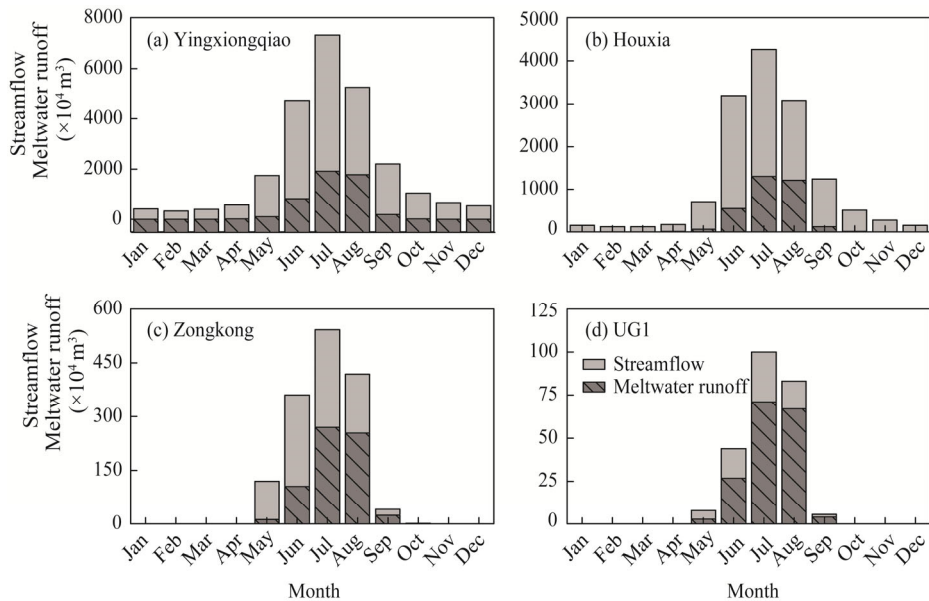 Streamflow
Meltwater runoff
(×10⁴ m³)
8000
6000
4000
2000
0
(a) Yingxiongqiao
Jan Feb Mar Apr May Jun Jul Aug Sep Oct Nov Dec
5000
4000
3000
2000
1000
0
(b) Houxia
Jan Feb Mar Apr May Jun Jul Aug Sep Oct Nov Dec
Streamflow
Meltwater runoff
(×10⁴ m³)
600
450
300
150
0
(c) Zongkong
Jan Feb Mar Apr May Jun Jul Aug Sep Oct Nov Dec
Month
125
100
75
50
25
0
(d) UG1
Streamflow
Meltwater runoff
Jan Feb Mar Apr May Jun Jul Aug Sep Oct Nov Dec
Month